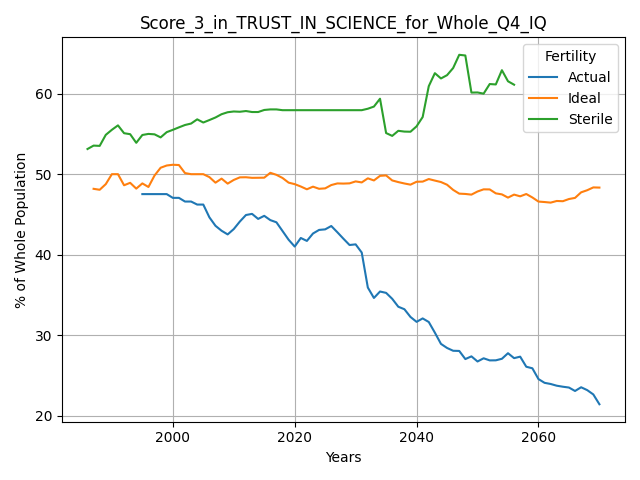 Score_3_in_TRUST_IN_SCIENCE_for_Whole_Q4_IQ
% of Whole Population
60
50
40
30
20
Fertility
Actual
Ideal
Sterile
2000
2020
2040
2060
Years